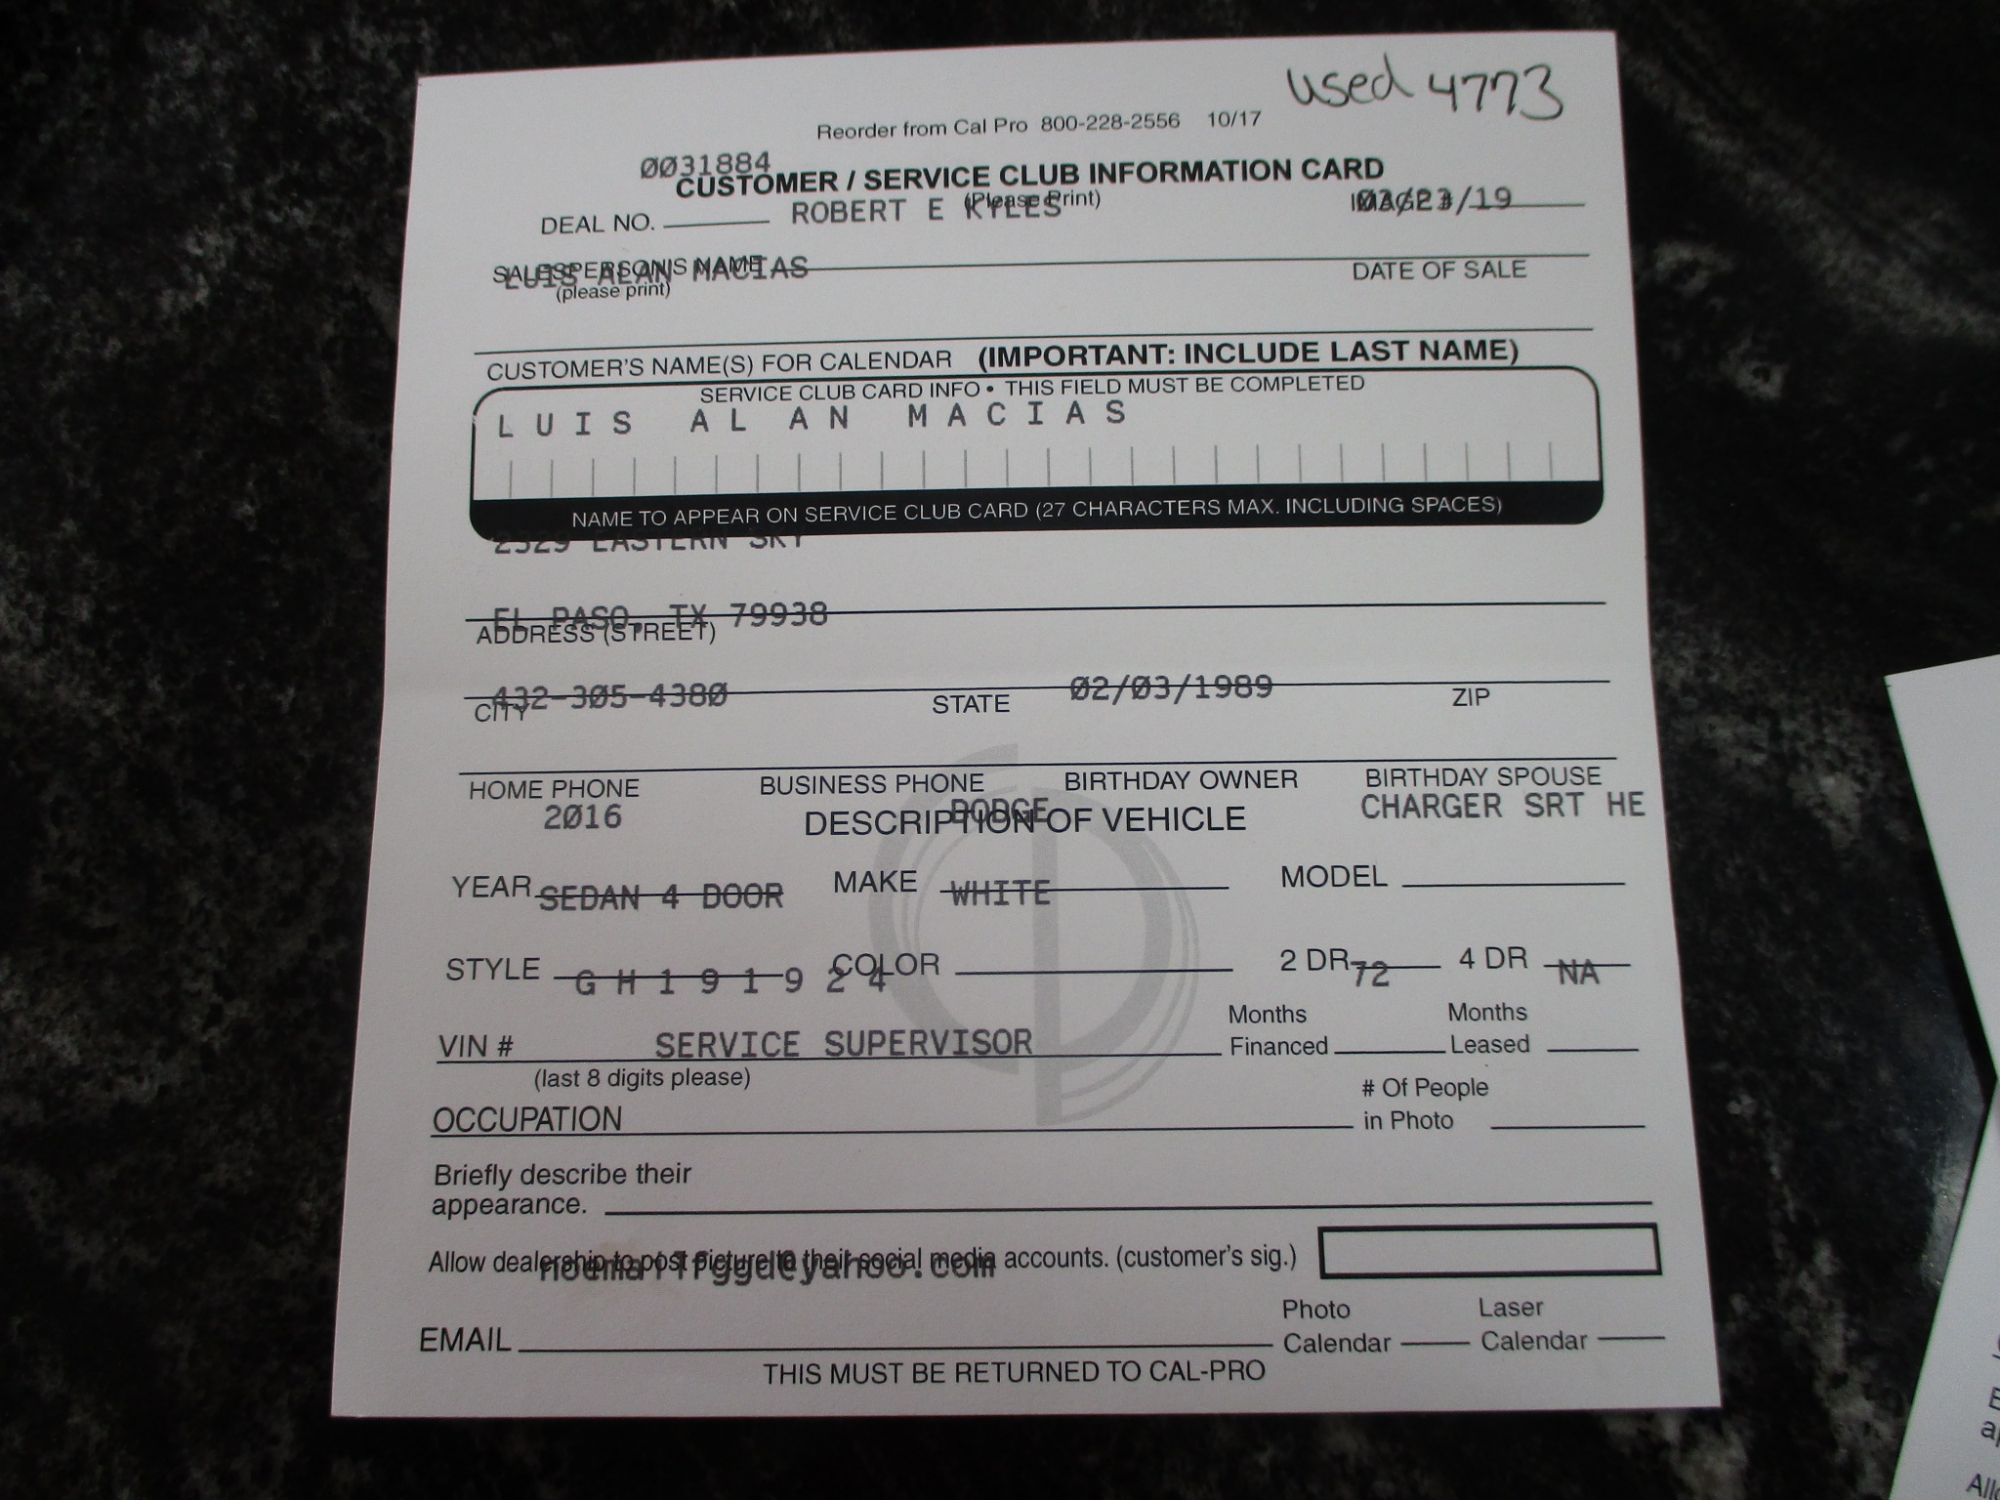 used 4773
Reorder from Cal Pro 800-228-2556 10/17
0031884
CUSTOMER / SERVICE CLUB INFORMATION CARD
(Please Print)
DEAL NO. ROBERT E KYLES IMAGE # /23/19
SALESPERSON'S NAME LUIS ALAN MACIAS DATE OF SALE
(please print)
CUSTOMER'S NAME(S) FOR CALENDAR (IMPORTANT: INCLUDE LAST NAME)
SERVICE CLUB CARD INFO • THIS FIELD MUST BE COMPLETED
LUIS ALAN MACIAS
NAME TO APPEAR ON SERVICE CLUB CARD (27 CHARACTERS MAX. INCLUDING SPACES)
2329 EASTERN SKY
EL PASO, TX 79938
ADDRESS (STREET)
432-305-4380 02/03/1989
CITY STATE ZIP
HOME PHONE BUSINESS PHONE BIRTHDAY OWNER BIRTHDAY SPOUSE
2016 DODGE CHARGER SRT HE
DESCRIPTION OF VEHICLE
YEAR MAKE MODEL
SEDAN 4 DOOR WHITE
STYLE COLOR 2 DR 4 DR
GH191924 72 NA
VIN # SERVICE SUPERVISOR Months Financed Months Leased
(last 8 digits please)
OCCUPATION # Of People in Photo
Briefly describe their
appearance.
Allow dealership to post picture to their social media accounts. (customer's sig.)
EMAIL Photo Calendar Laser Calendar
THIS MUST BE RETURNED TO CAL-PRO